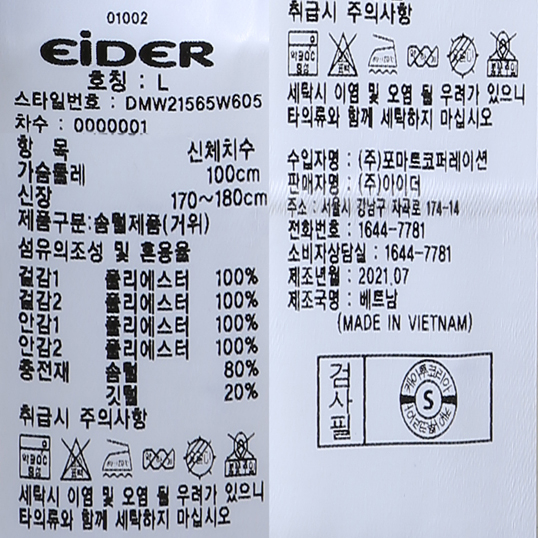 01002
EiDER
호칭 : L
스타일번호 : DMW21565W605
차수 : 0000001
항 목 신체치수
가슴둘레 100cm
신장 170~180cm
제품구분:솜털제품(거위)
섬유의조성 및 혼용율
겉감1 폴리에스터 100%
겉감2 폴리에스터 100%
안감1 폴리에스터 100%
안감2 폴리에스터 100%
충전재 솜털 80%
깃털 20%
취급시 주의사항
세탁시 이염 및 오염 될 우려가 있으니
타의류와 함께 세탁하지 마십시오
취급시 주의사항
세탁시 이염 및 오염 될 우려가 있으니
타의류와 함께 세탁하지 마십시오
수입자명 : (주)포마트코퍼레이션
판매자명 : (주)아이더
주소 : 서울시 강남구 자곡로 174-14
전화번호 : 1644-7781
소비자상담실 : 1644-7781
제조년월 : 2021.07
제조국명 : 베트남
(MADE IN VIETNAM)
검사필
케이투코리아
S